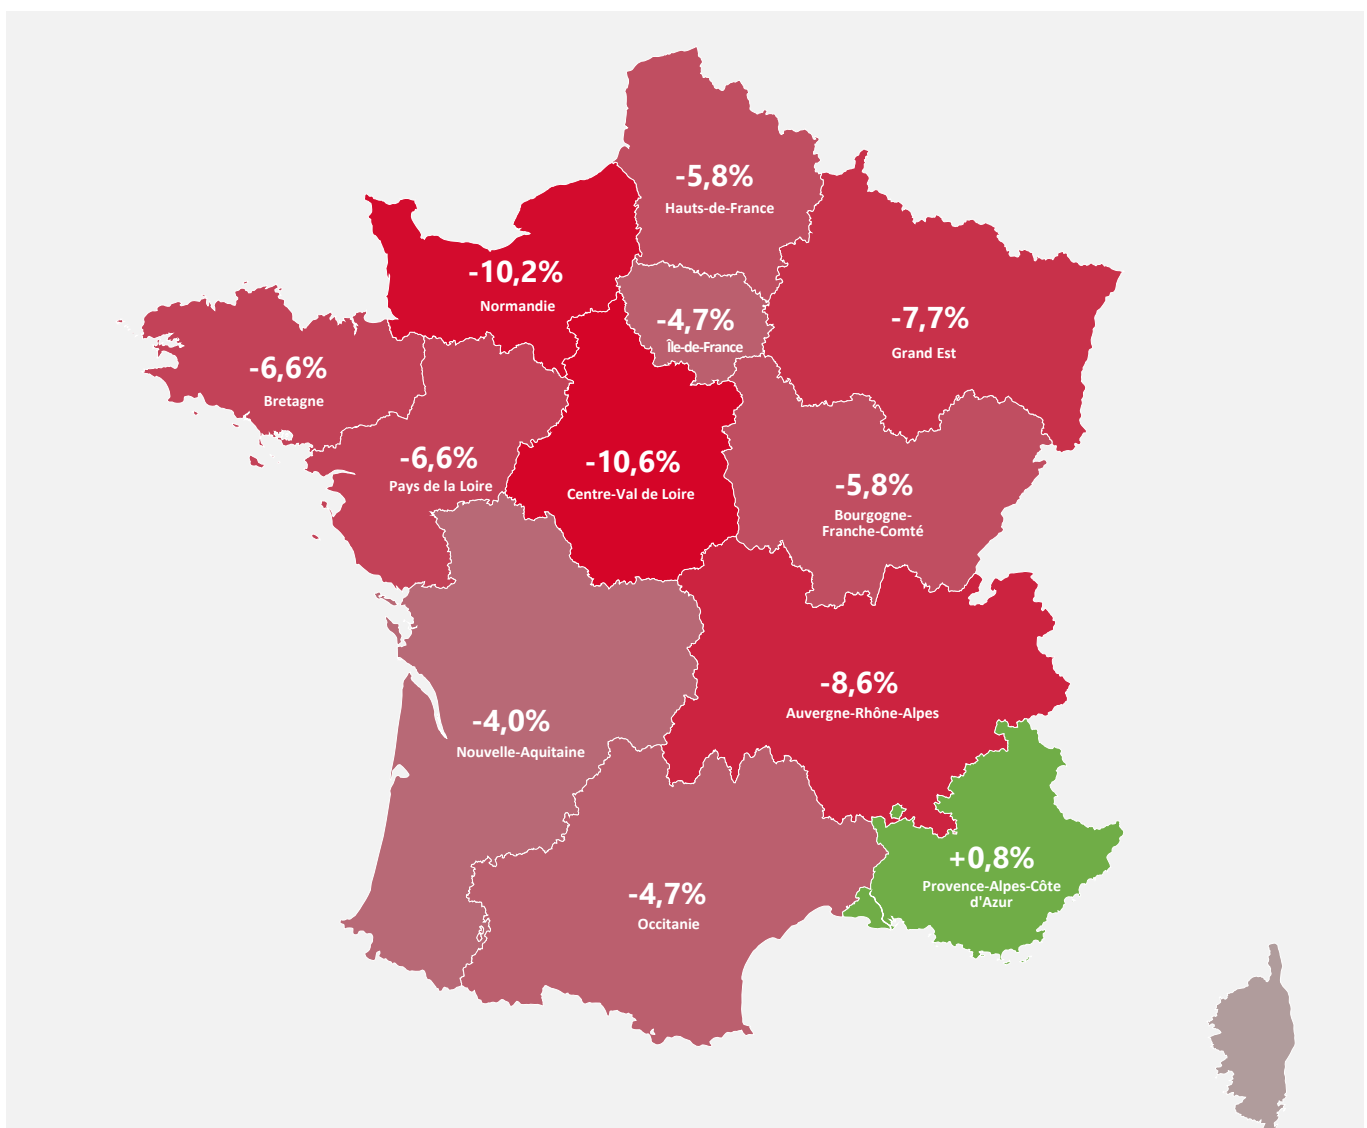 -5,8%
Hauts-de-France
-10,2%
Normandie
-4,7%
Île-de-France
-7,7%
Grand Est
-6,6%
Bretagne
-6,6%
Pays de la Loire
-10,6%
Centre-Val de Loire
-5,8%
Bourgogne-
Franche-Comté
-8,6%
Auvergne-Rhône-Alpes
-4,0%
Nouvelle-Aquitaine
+0,8%
Provence-Alpes-Côte
d'Azur
-4,7%
Occitanie